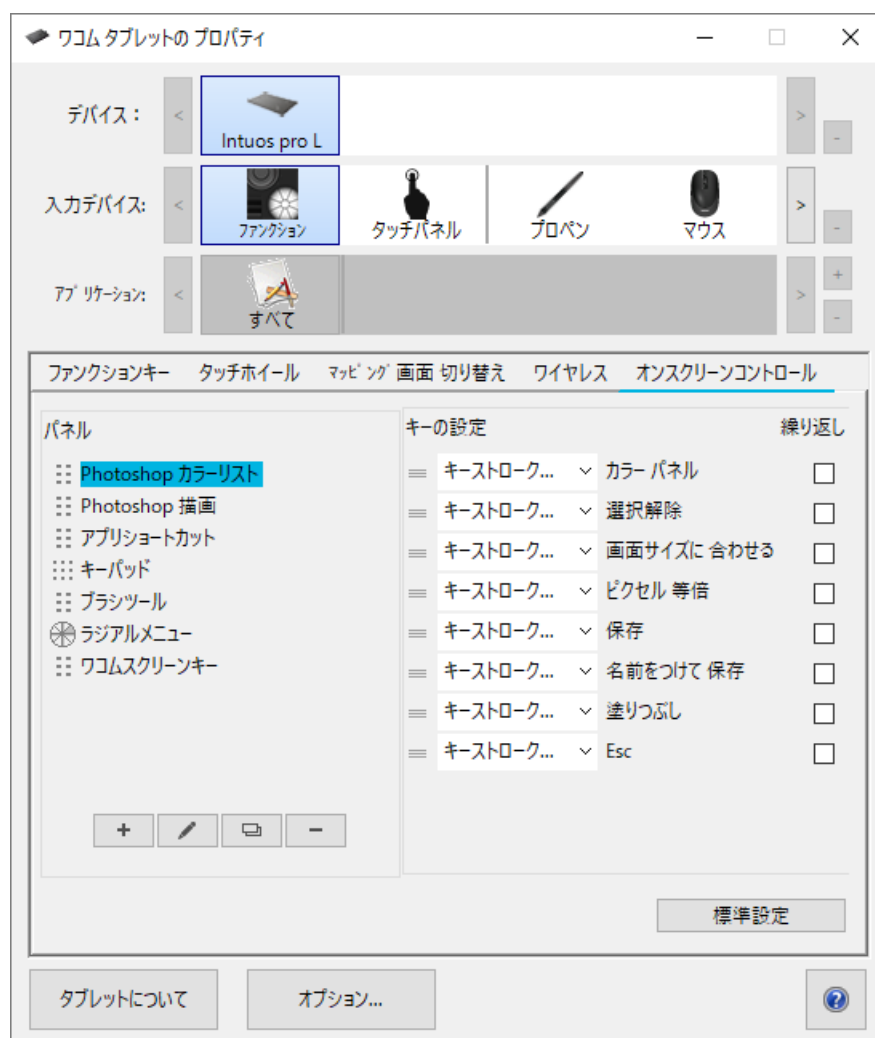 ワコム タブレットの プロパティ
デバイス：
<
Intuos pro L
>
-
入力デバイス:
<
ファンクション
タッチパネル
プロペン
マウス
>
-
アプリケーション:
<
すべて
>
+
-
ファンクションキー タッチホイール マッピング 画面 切り替え ワイヤレス オンスクリーンコントロール
パネル
Photoshop カラーリスト
Photoshop 描画
アプリショートカット
キーパッド
ブラシツール
ラジアルメニュー
ワコムスクリーンキー
+
-
キーの設定 繰り返し
キーストローク... カラー パネル
キーストローク... 選択解除
キーストローク... 画面サイズに 合わせる
キーストローク... ピクセル 等倍
キーストローク... 保存
キーストローク... 名前をつけて 保存
キーストローク... 塗りつぶし
キーストローク... Esc
標準設定
タブレットについて
オプション...
?